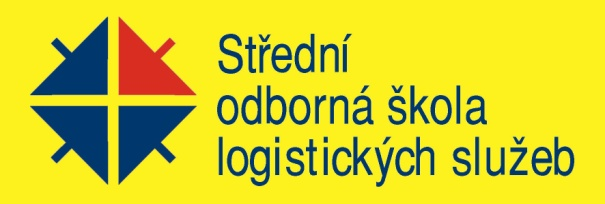 Střední
odborná škola
logistických služeb